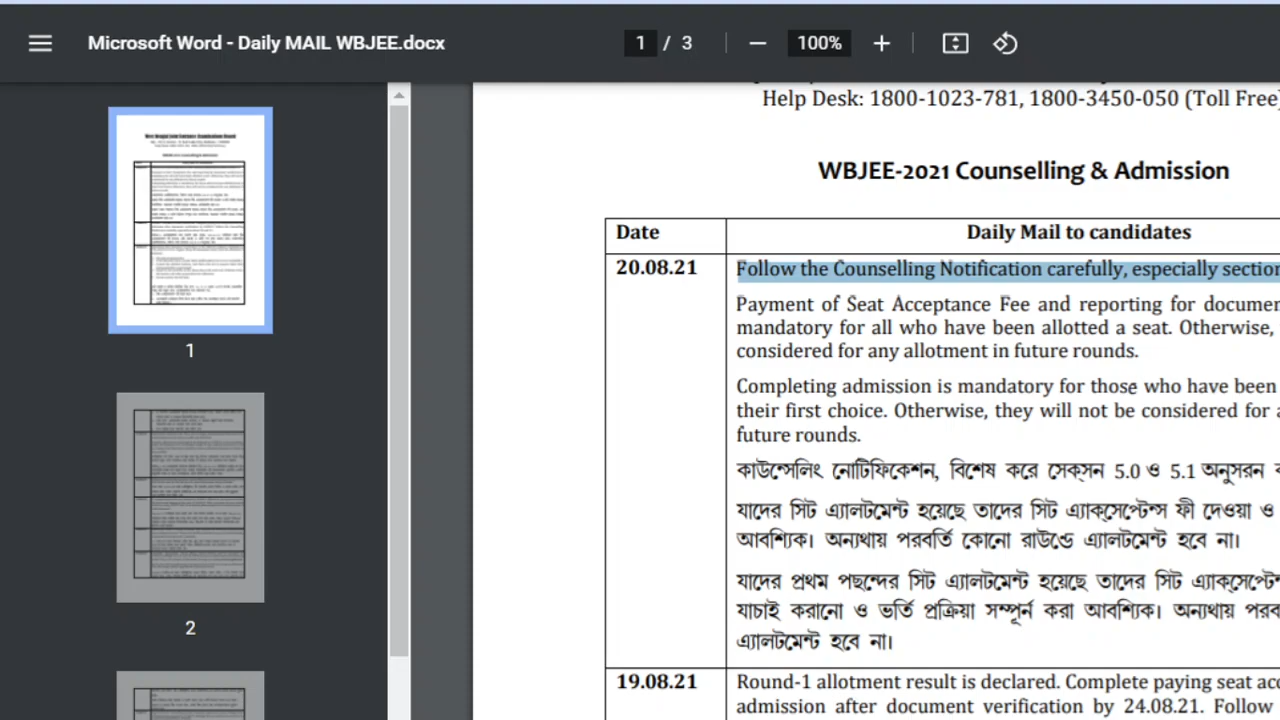 Microsoft Word - Daily MAIL WBJEE.docx
1 / 3
100%
1
2
Help Desk: 1800-1023-781, 1800-3450-050 (Toll Free)
WBJEE-2021 Counselling & Admission
Date
Daily Mail to candidates
20.08.21
Follow the Counselling Notification carefully, especially section
Payment of Seat Acceptance Fee and reporting for
mandatory for all who have been allotted a seat. Otherwise,
considered for any allotment in future rounds.
Completing admission is mandatory for those who have been
their first choice. Otherwise, they will not be considered for a
future rounds.
কাউন্সেলিং নোটিফিকেশন, বিশেষ করে সেক্সন 5.0 ও 5.1 অনুসরন
যাদের সিট এ্যালটমেন্ট হয়েছে তাদের সিট এ্যাক্সেপ্টেন্স ফী দেওয়া ও
আবশ্যিক। অন্যথায় পরবর্তি কোনো রাউন্ডে এ্যালটমেন্ট হবে না।
যাদের প্রথম পছন্দের সিট এ্যালটমেন্ট হয়েছে তাদের সিট
যাচাই করানো ও ভর্তি প্রক্রিয়া সম্পূর্ন করা আবশ্যিক। অন্যথায়
এ্যালটমেন্ট হবে না।
19.08.21
Round-1 allotment result is declared. Complete paying seat
admission after document verification by 24.08.21. Follow